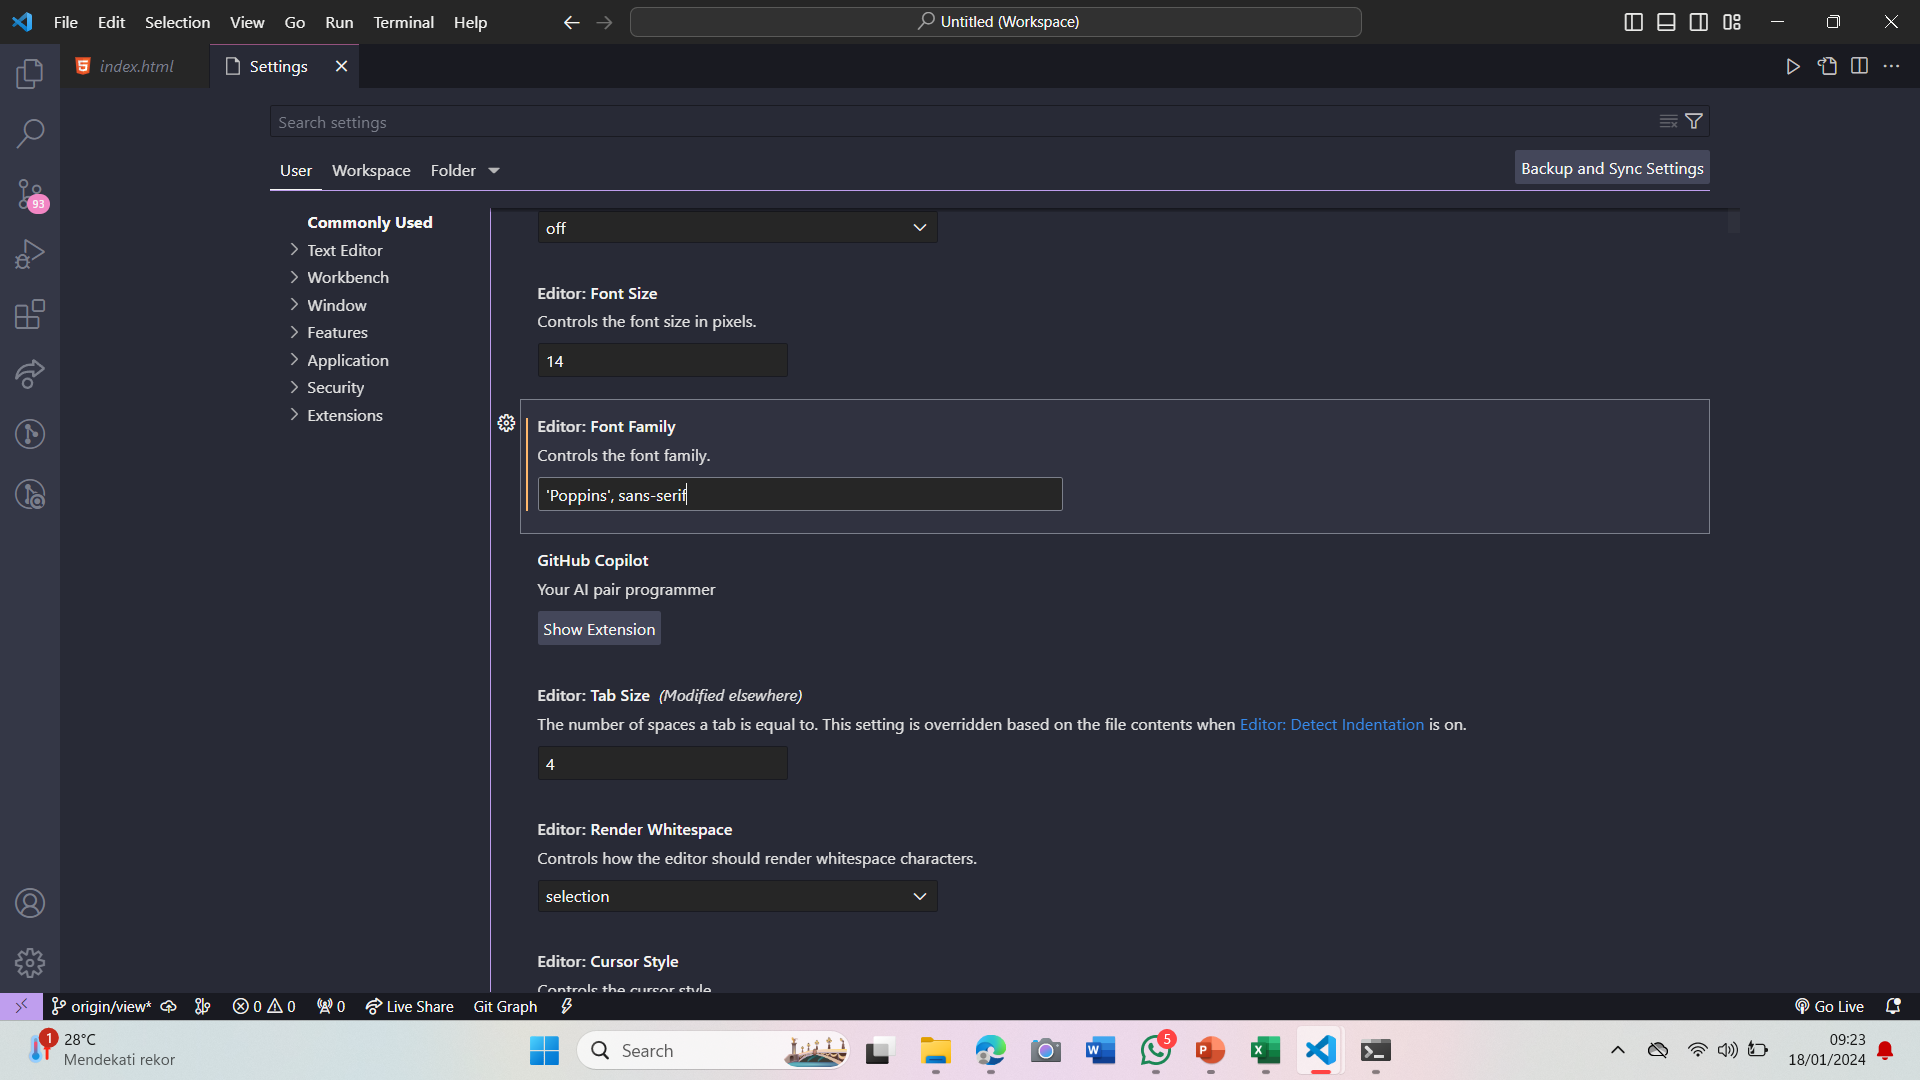 File Edit Selection View Go Run Terminal Help
Untitled (Workspace)
index.html
Settings
Search settings
User Workspace Folder
Backup and Sync Settings
Commonly Used
Text Editor
Workbench
Window
Features
Application
Security
Extensions
off
Editor: Font Size
Controls the font size in pixels.
14
Editor: Font Family
Controls the font family.
'Poppins', sans-serif
GitHub Copilot
Your AI pair programmer
Show Extension
Editor: Tab Size (Modified elsewhere)
The number of spaces a tab is equal to. This setting is overridden based on the file contents when Editor: Detect Indentation is on.
4
Editor: Render Whitespace
Controls how the editor should render whitespace characters.
selection
Editor: Cursor Style
Controls the cursor style
93
origin/view* 0 0 0 Live Share Git Graph
Go Live
1
28°C
Mendekati rekor
Search
5
09:23
18/01/2024